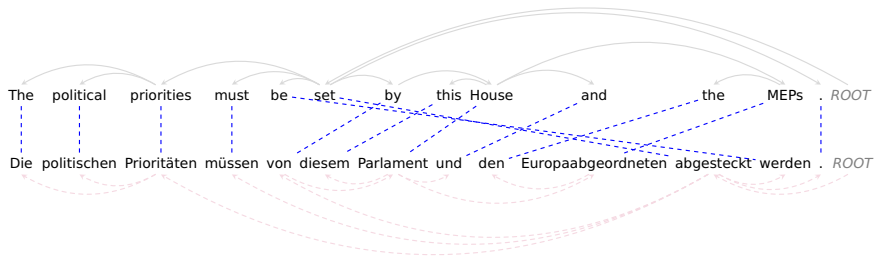 The political priorities must be set by this House and the MEPs . ROOT
Die politischen Prioritäten müssen von diesem Parlament und den Europaabgeordneten abgesteckt werden . ROOT